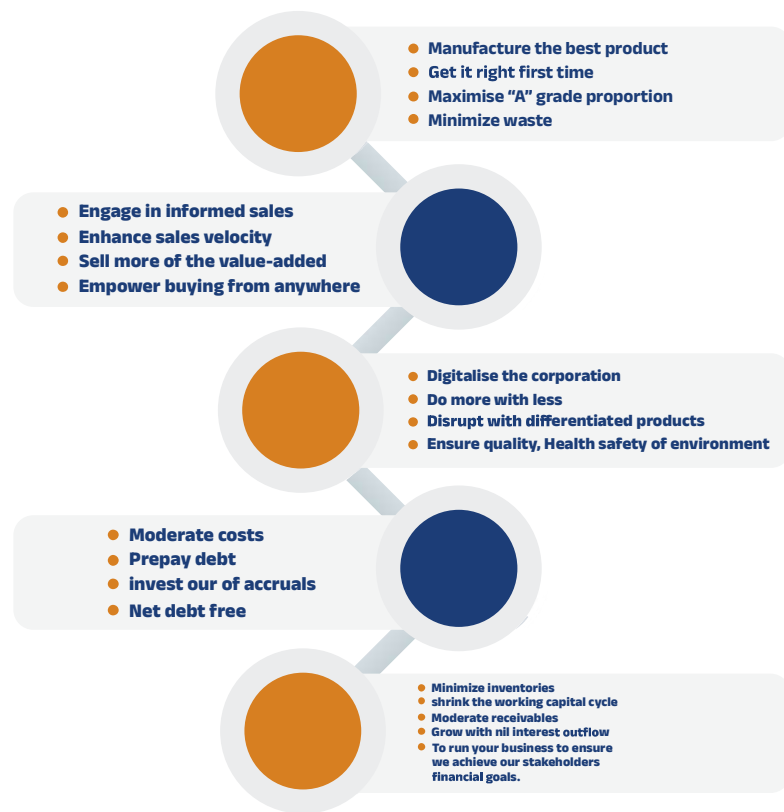 Manufacture the best product
Get it right first time
Maximise “A” grade proportion
Minimize waste
Engage in informed sales
Enhance sales velocity
Sell more of the value-added
Empower buying from anywhere
Digitalise the corporation
Do more with less
Disrupt with differentiated products
Ensure quality, Health safety of environment
Moderate costs
Prepay debt
invest our of accruals
Net debt free
Minimize inventories
shrink the working capital cycle
Moderate receivables
Grow with nil interest outflow
To run your business to ensure
we achieve our stakeholders
financial goals.